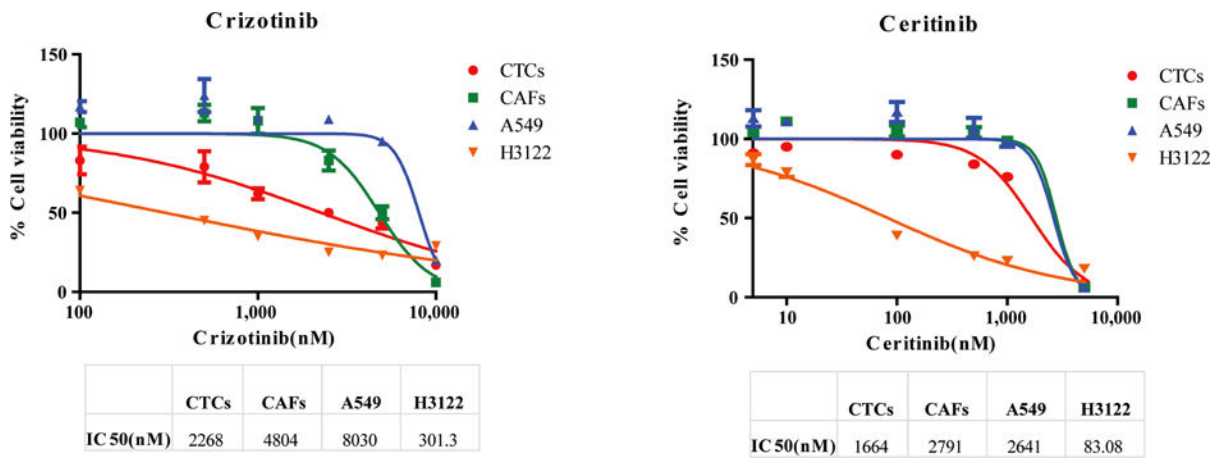 Crizotinib
150
100
50
0
% Cell viability
100
1,000
10,000
Crizotinib(nM)
CTCs
CAFs
A549
H3122
CTCs CAFs A549 H3122
IC50(nM) 2268 4804 8030 301.3
Ceritinib
150
100
50
0
% Cell viability
10
100
1,000
10,000
Ceritinib(nM)
CTCs
CAFs
A549
H3122
CTCs CAFs A549 H3122
IC50(nM) 1664 2791 2641 83.08